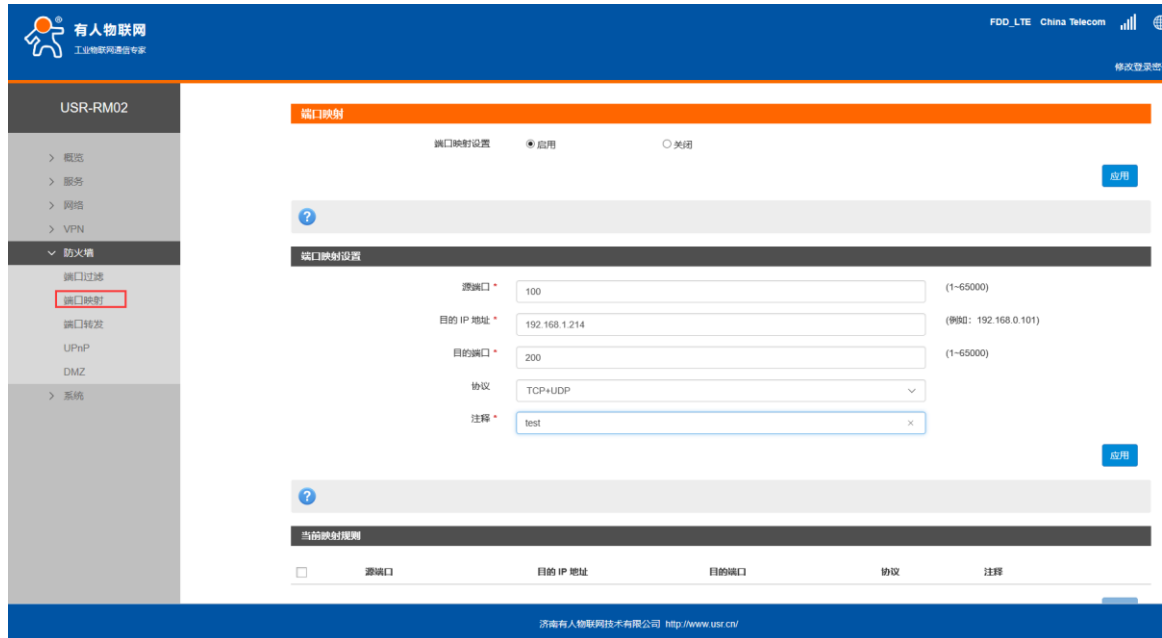 有人物联网
工业物联网通信专家
FDD_LTE China Telecom
修改登录密
USR-RM02
概览
服务
网络
VPN
防火墙
端口过滤
端口映射
端口转发
UPnP
DMZ
系统
端口映射
端口映射设置 启用 关闭
应用
端口映射设置
源端口 * 100 (1~65000)
目的 IP 地址 * 192.168.1.214 (例如: 192.168.0.101)
目的端口 * 200 (1~65000)
协议 TCP+UDP
注释 * test
应用
当前映射规则
源端口 目的 IP 地址 目的端口 协议 注释
济南有人物联网技术有限公司 http://www.usr.cn/